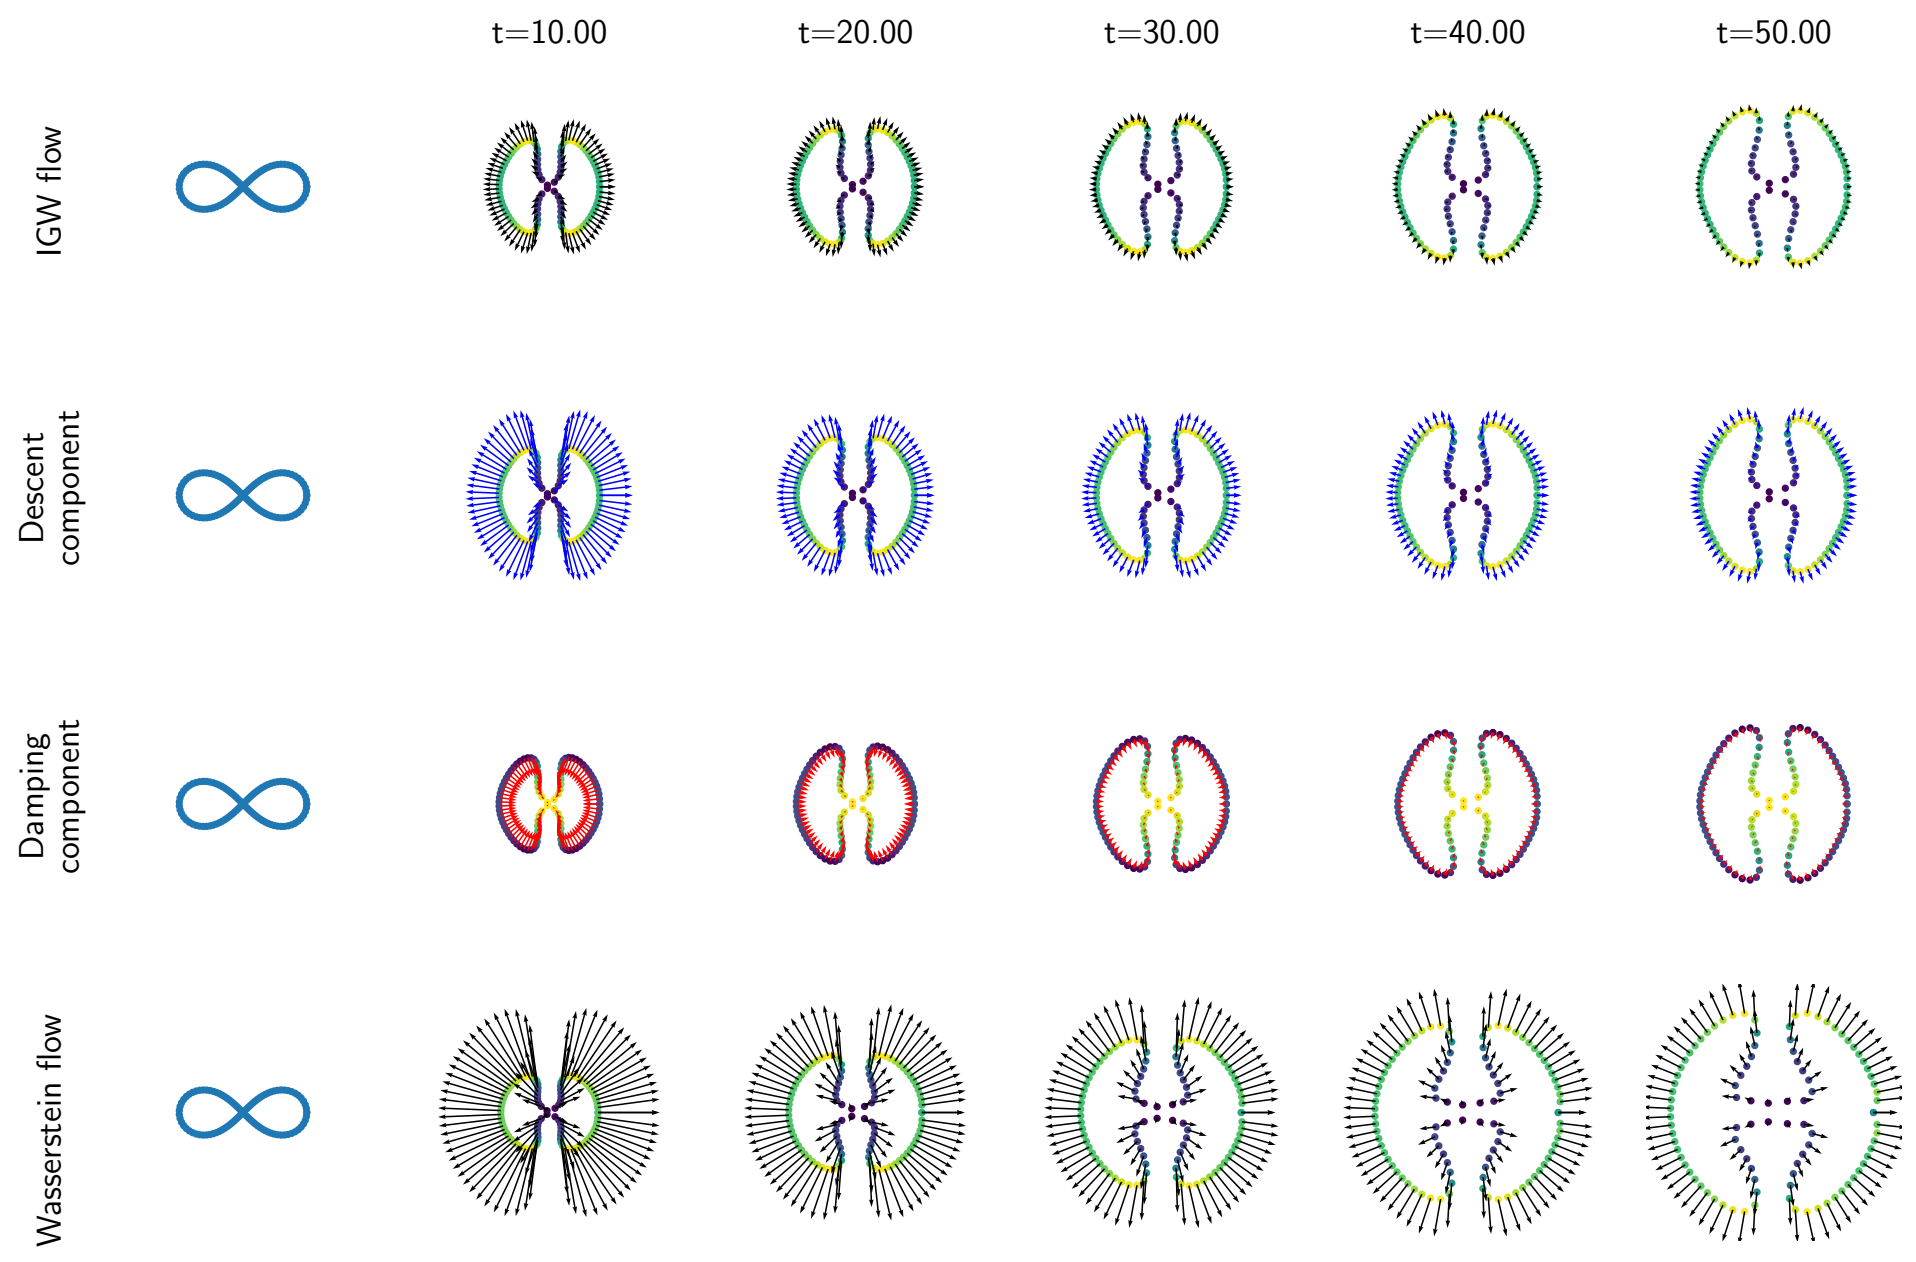 t=10.00
t=20.00
t=30.00
t=40.00
t=50.00
IGW flow
Descent
component
Damping
component
Wasserstein flow